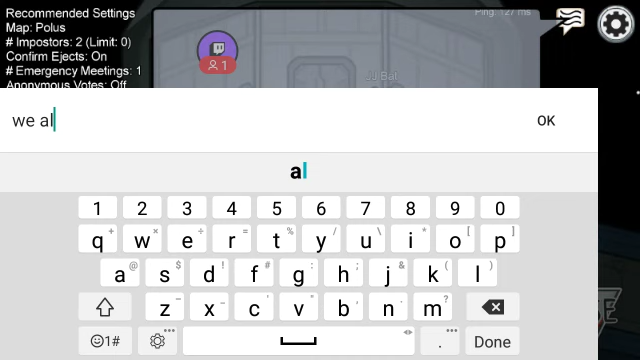 Recommended Settings
Map: Polus
# Impostors: 2 (Limit: 0)
Confirm Ejects: On
# Emergency Meetings: 1
Anonymous Votes: Off
Ping: 127 ms
1
we al
OK
al
1 2 3 4 5 6 7 8 9 0
q + w × e ÷ r = t % y / u \ i * o [ p ]
a @ s $ d ! f # g : h ; j & k ( l )
z – x - c ' v " b , n . m ?
1# . Done